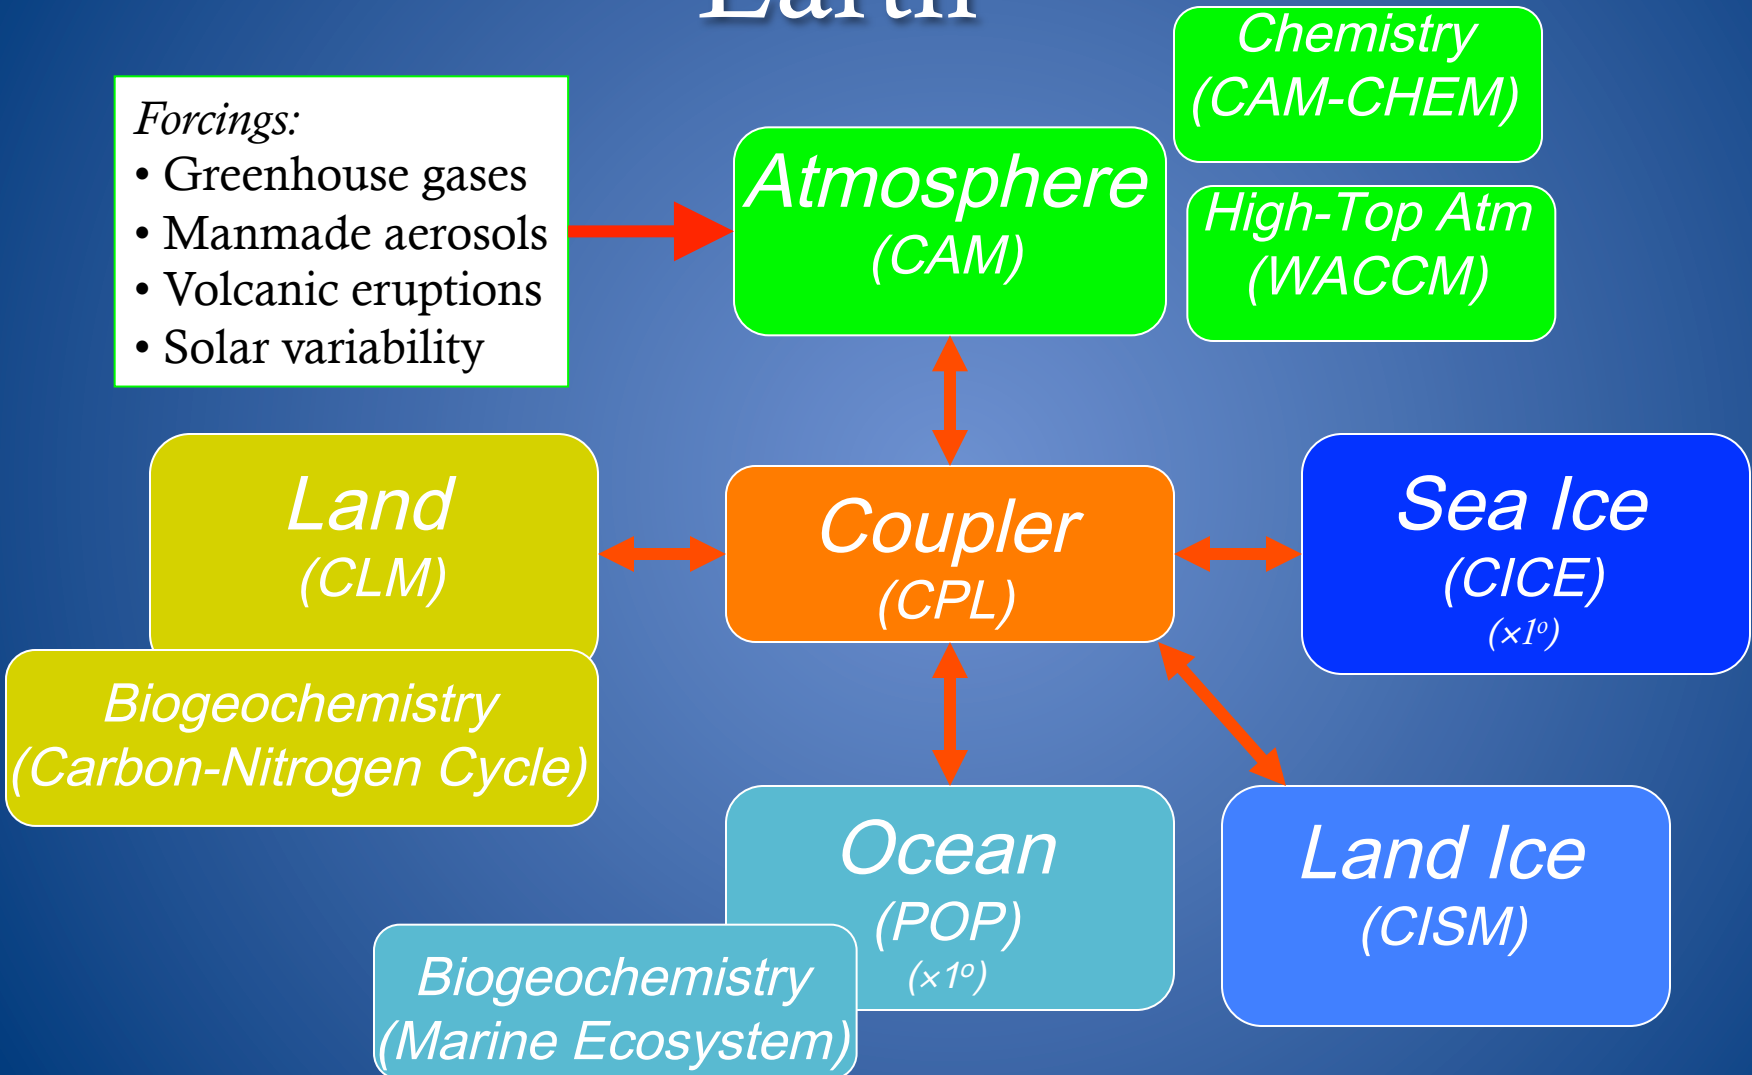 Earth
Chemistry
(CAM-CHEM)
Forcings:
• Greenhouse gases
• Manmade aerosols
• Volcanic eruptions
• Solar variability
Atmosphere
(CAM)
High-Top Atm
(WACCM)
Land
(CLM)
Coupler
(CPL)
Sea Ice
(CICE)
(×1º)
Biogeochemistry
(Carbon-Nitrogen Cycle)
Ocean
(POP)
(×1º)
Land Ice
(CISM)
Biogeochemistry
(Marine Ecosystem)